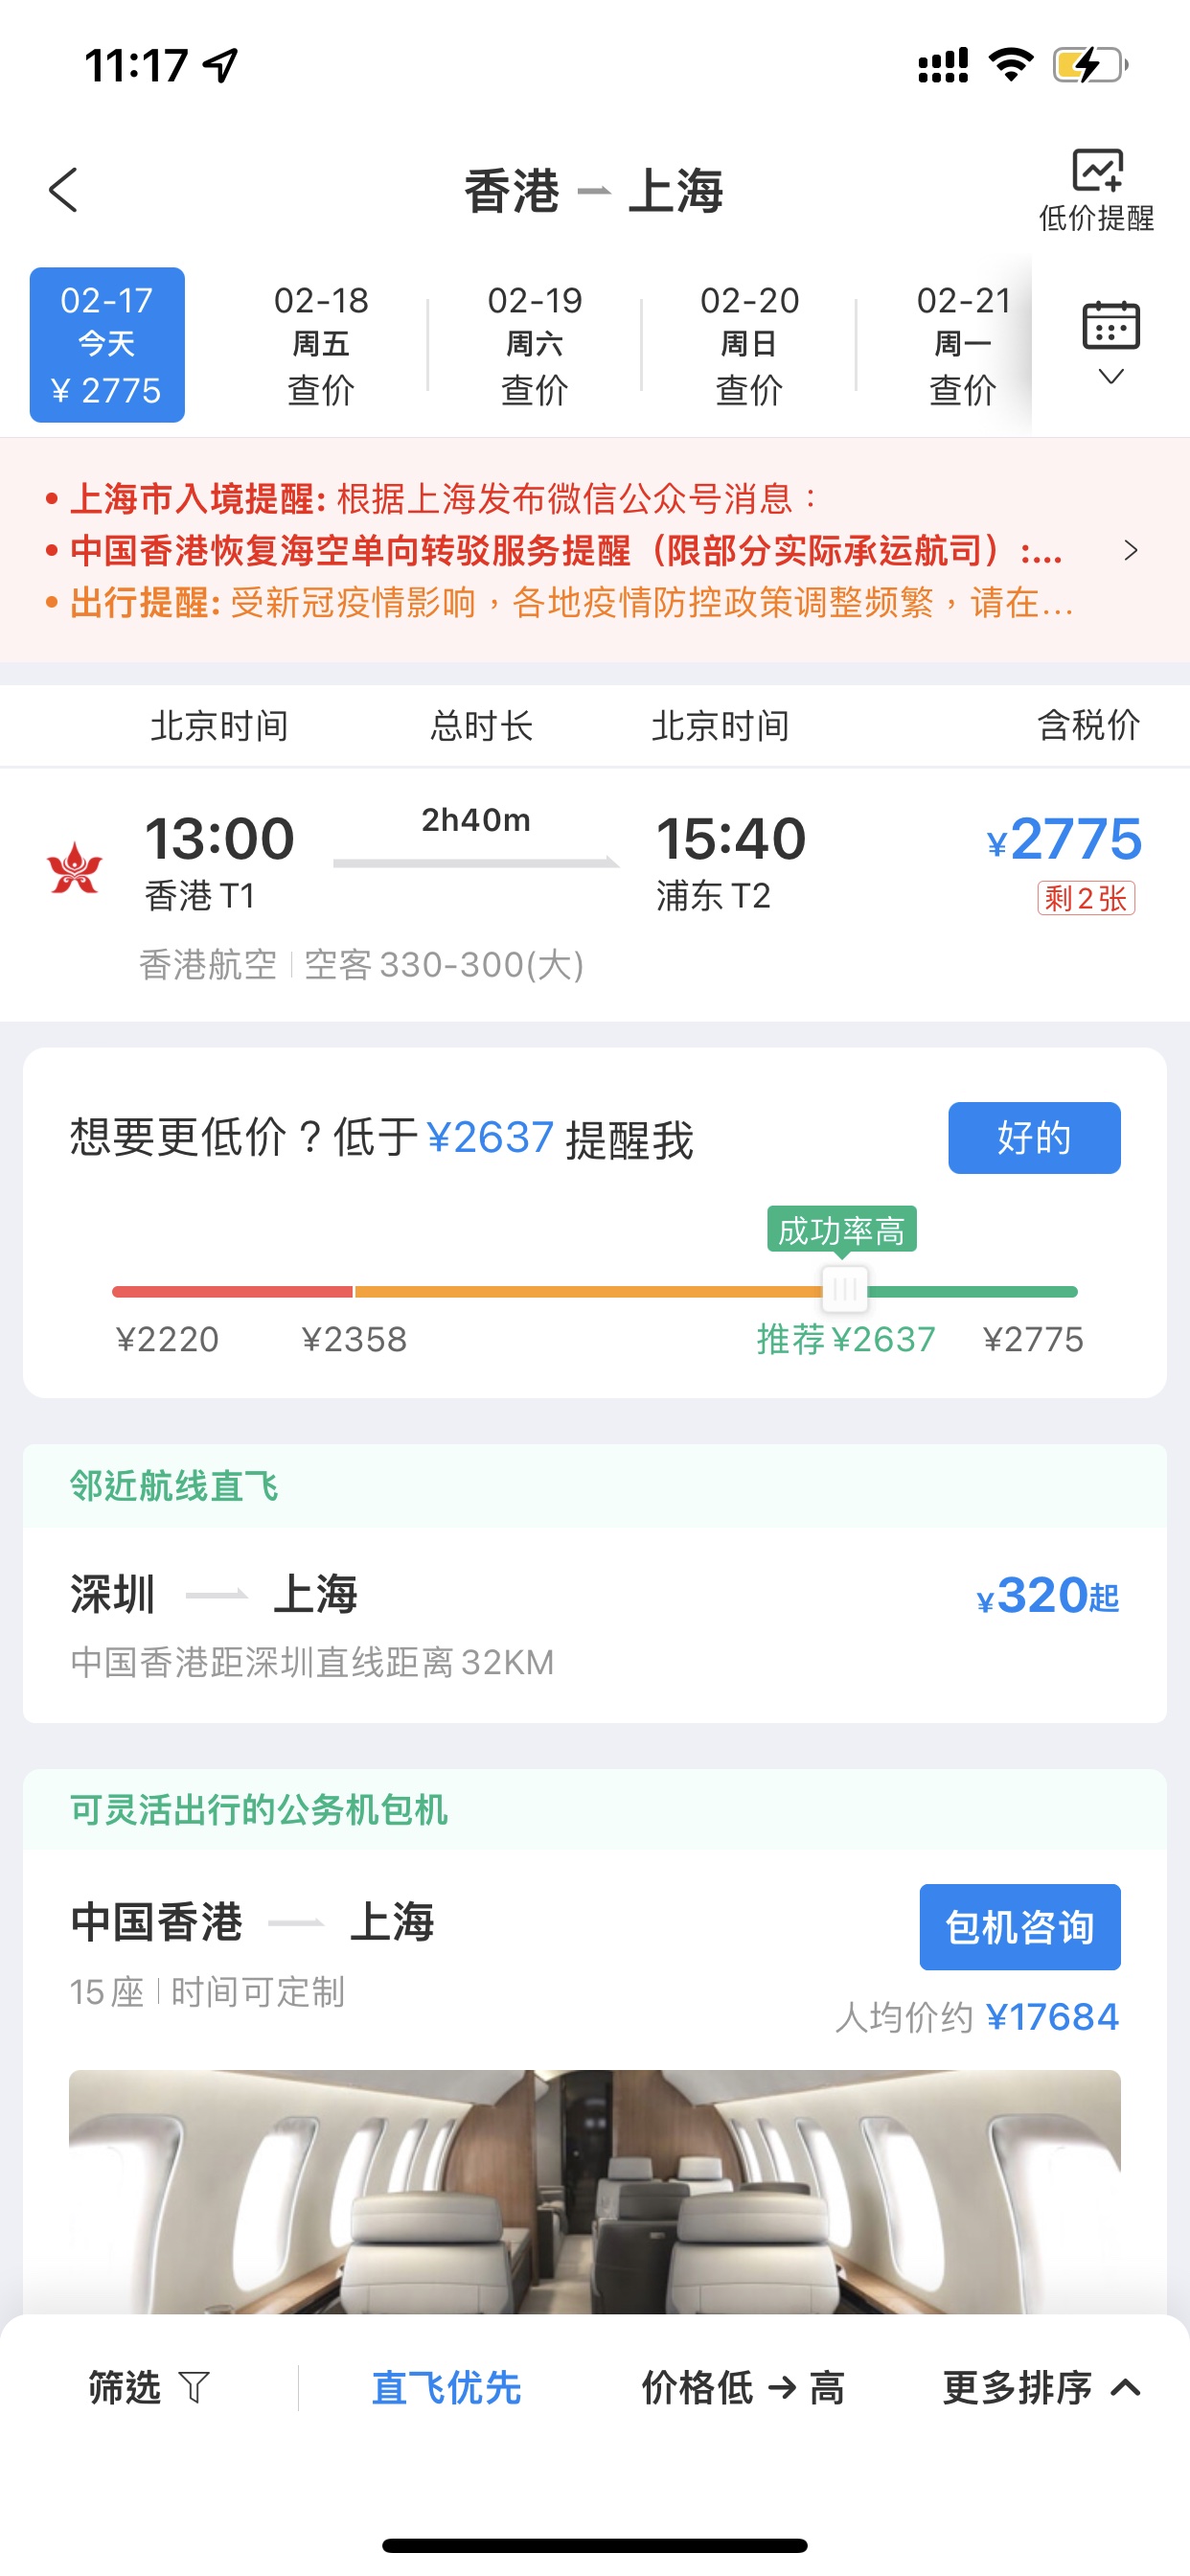 11:17
香港 上海
低价提醒
02-17 02-18 02-19 02-20 02-21
今天 周五 周六 周日 周一
¥ 2775 查价 查价 查价 查价
• 上海市入境提醒: 根据上海发布微信公众号消息：
• 中国香港恢复海空单向转驳服务提醒（限部分实际承运航司）:...
• 出行提醒: 受新冠疫情影响，各地疫情防控政策调整频繁，请在...
北京时间 总时长 北京时间 含税价
13:00 2h40m 15:40 ¥2775
香港 T1 浦东 T2 剩2张
香港航空 | 空客 330-300(大)
想要更低价？低于 ¥2637 提醒我 好的
成功率高
¥2220 ¥2358 推荐 ¥2637 ¥2775
邻近航线直飞
深圳 上海 ¥320起
中国香港距深圳直线距离 32KM
可灵活出行的公务机包机
中国香港 上海 包机咨询
15座 | 时间可定制
人均价约 ¥17684
筛选 直飞优先 价格低 → 高 更多排序